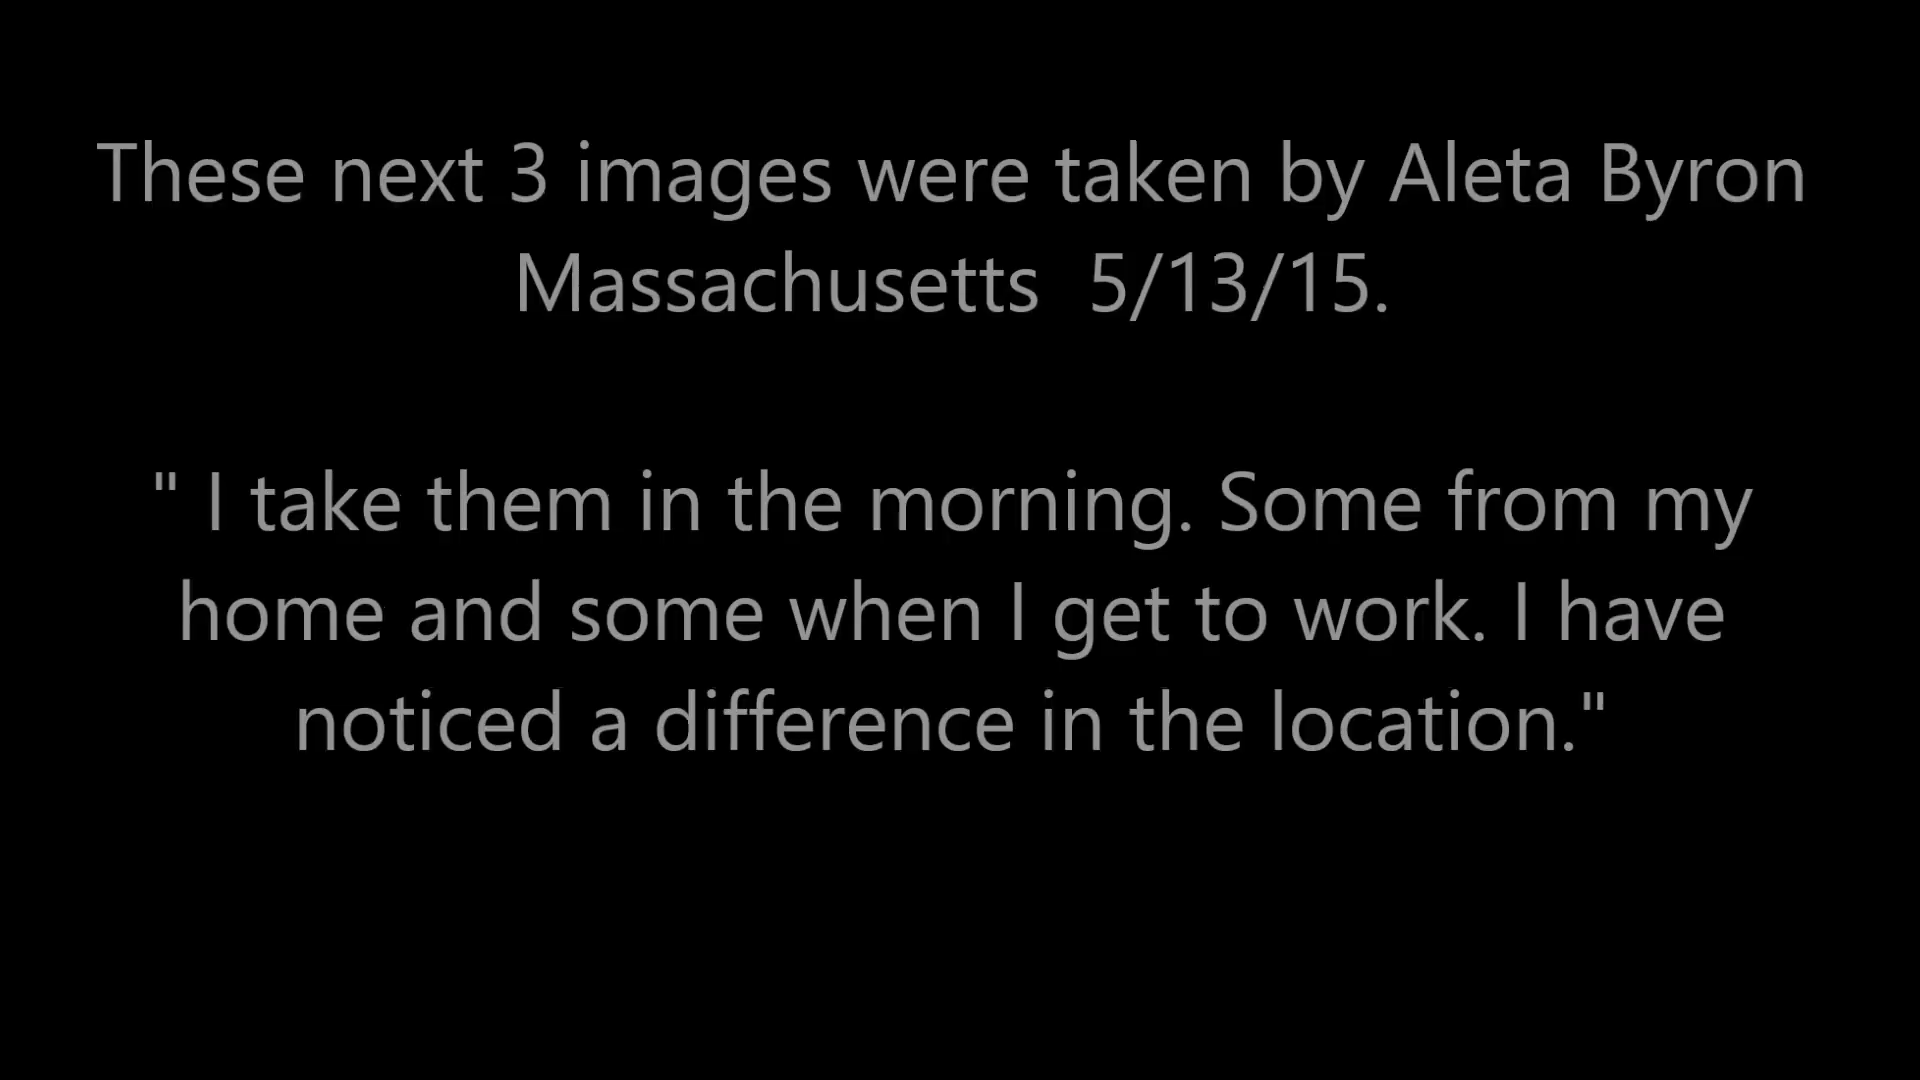 These next 3 images were taken by Aleta Byron
Massachusetts  5/13/15.
" I take them in the morning. Some from my
home and some when I get to work. I have
noticed a difference in the location."